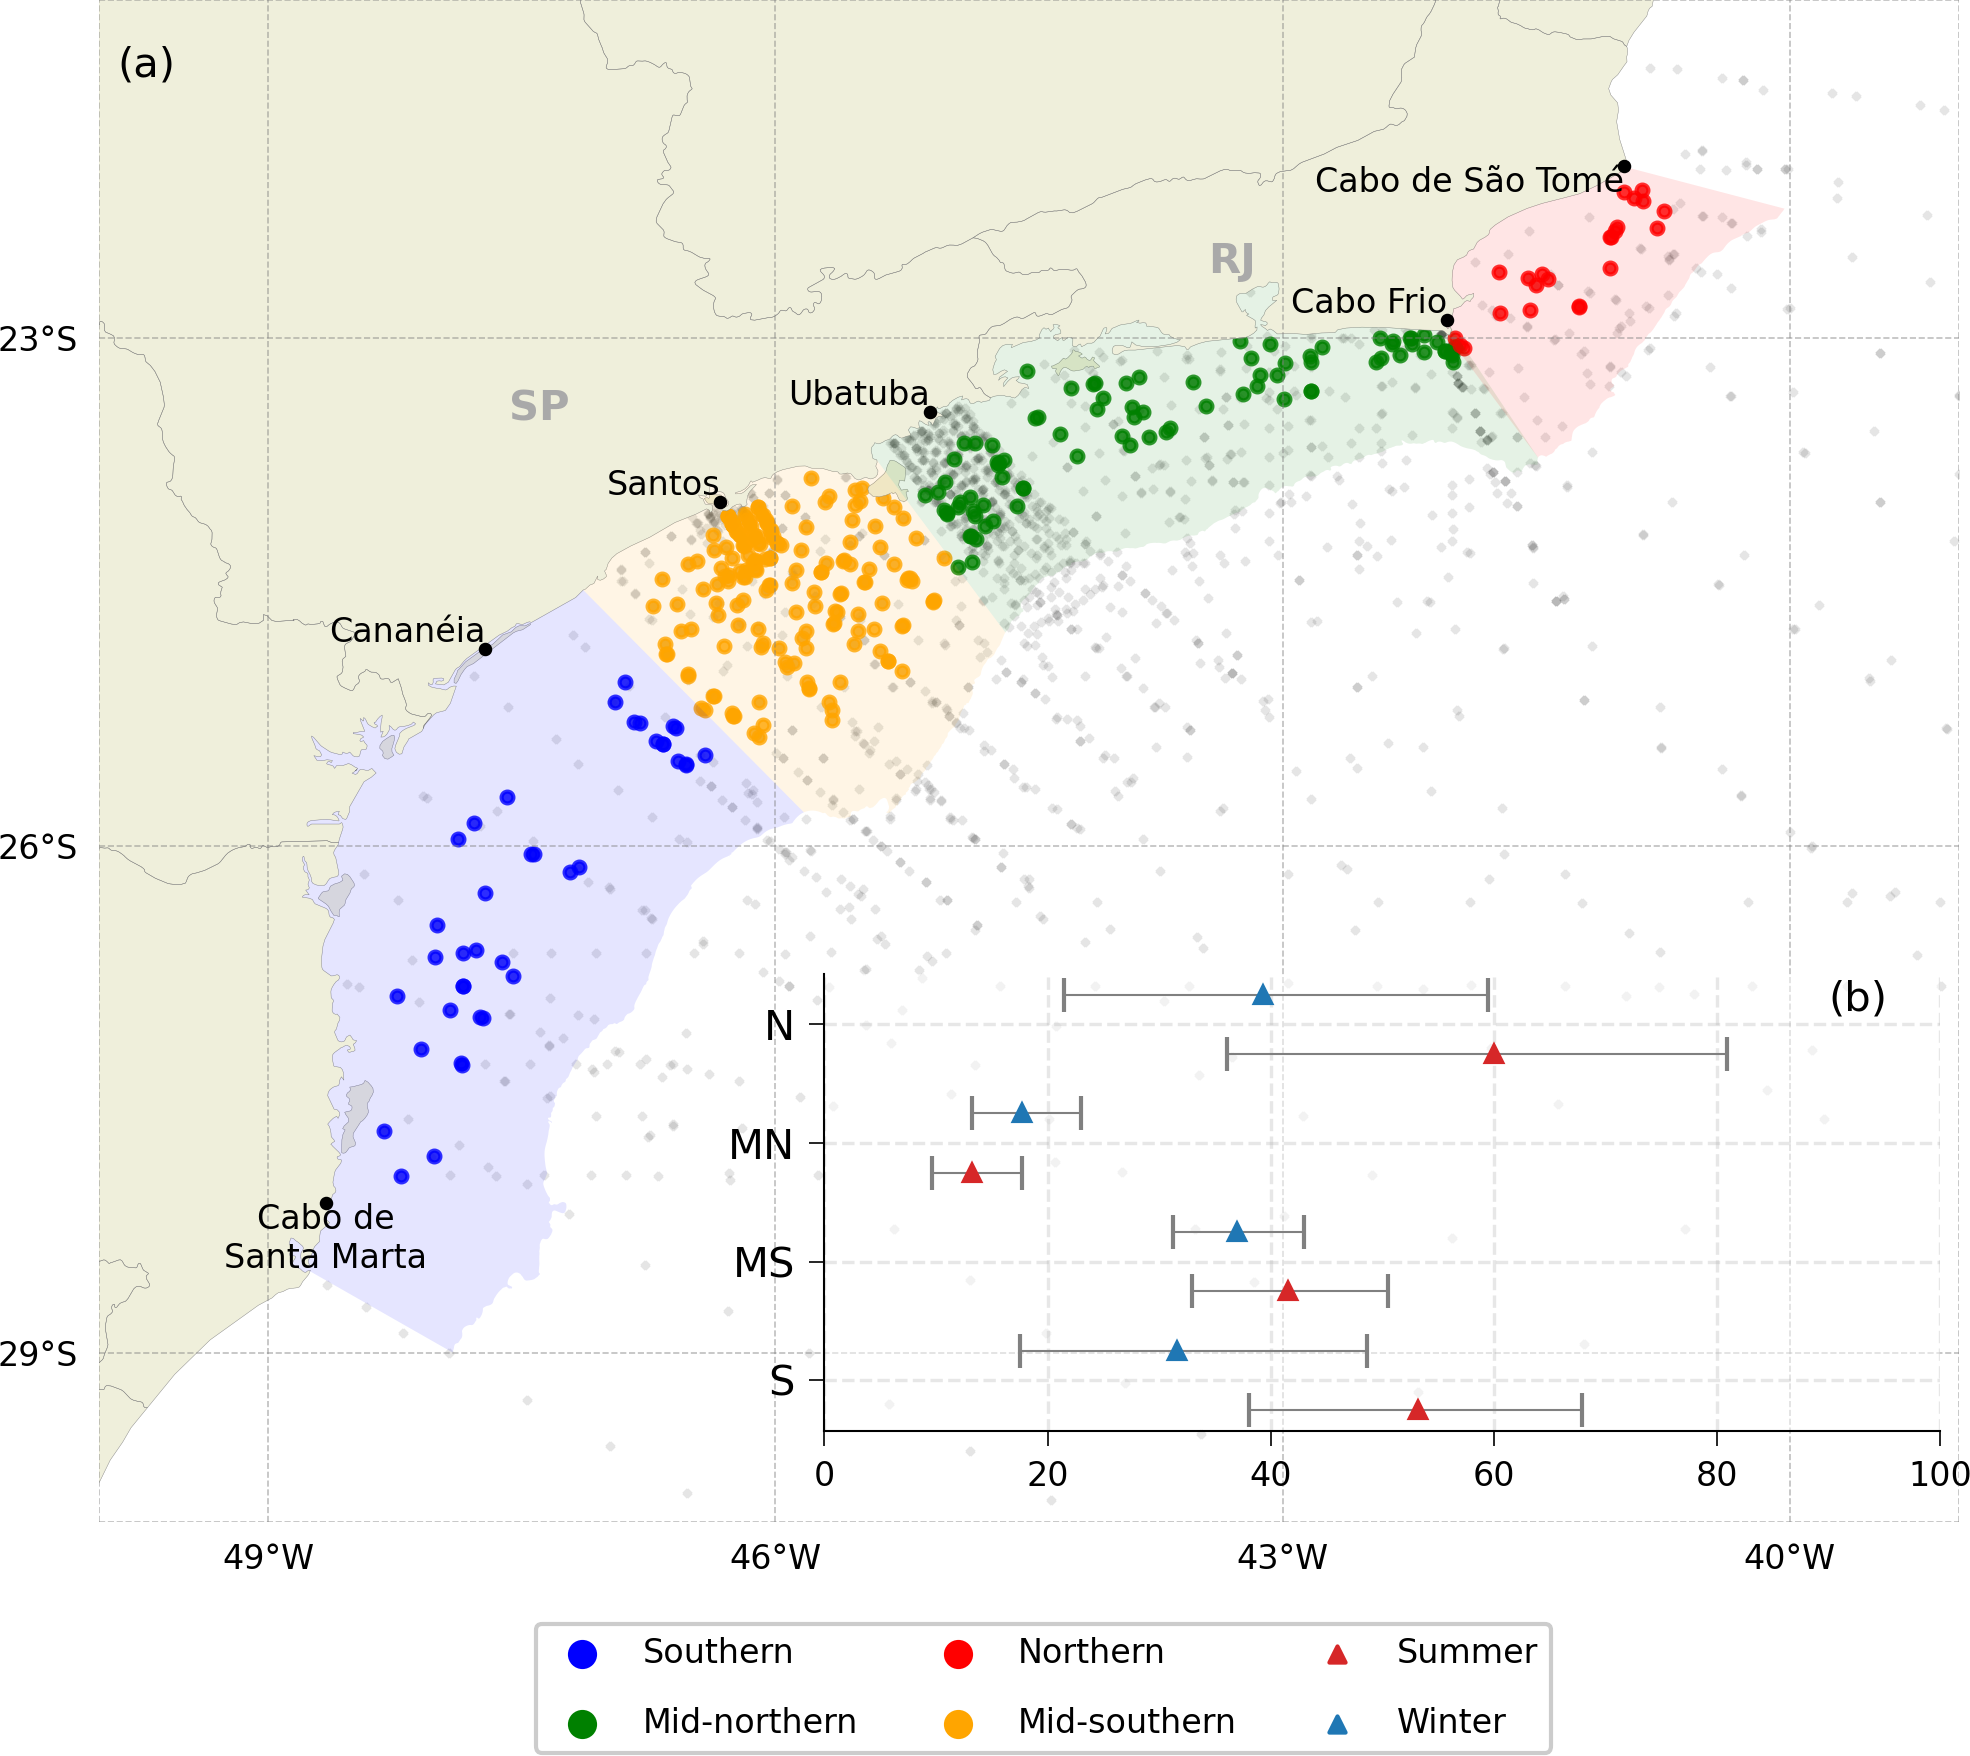 (a)
Cabo de São Tomé
RJ
Cabo Frio
23°S
Ubatuba
SP
Santos
Cananéia
26°S
(b)
N
MN
Cabo de
Santa Marta
MS
29°S
S
0 20 40 60 80 100
49°W 46°W 43°W 40°W
Southern Northern Summer
Mid-northern Mid-southern Winter